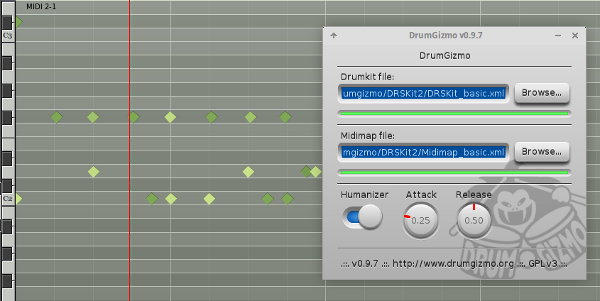 MIDI 2-1
C3
C2
DrumGizmo v0.9.7
DrumGizmo
Drumkit file:
umgizmo/DRSKit2/DRSKit_basic.xml
Browse...
Midimap file:
mgizmo/DRSKit2/Midimap_basic.xml
Browse...
Humanizer
Attack
Release
0.25
0.50
DRUMGIZMO
.::. v0.9.7 .::. http://www.drumgizmo.org .::. GPLv3 .::.